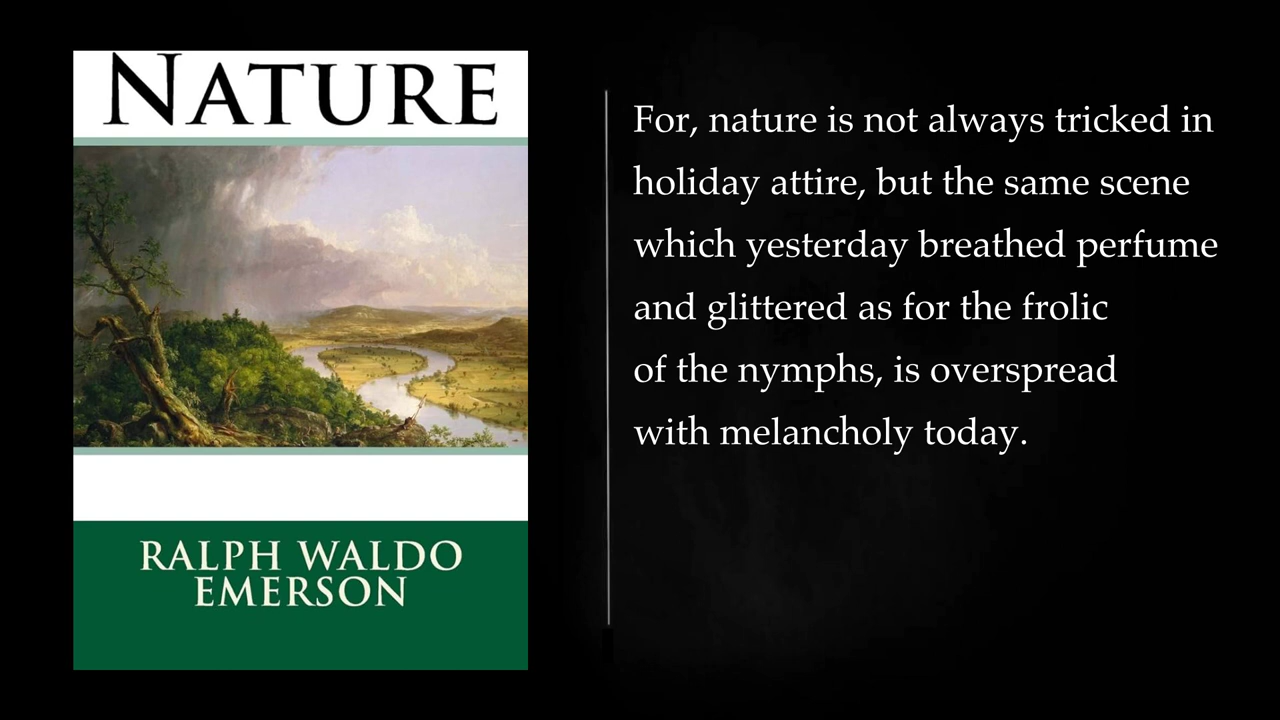 NATURE
RALPH WALDO
EMERSON
For, nature is not always tricked in
holiday attire, but the same scene
which yesterday breathed perfume
and glittered as for the frolic
of the nymphs, is overspread
with melancholy today.